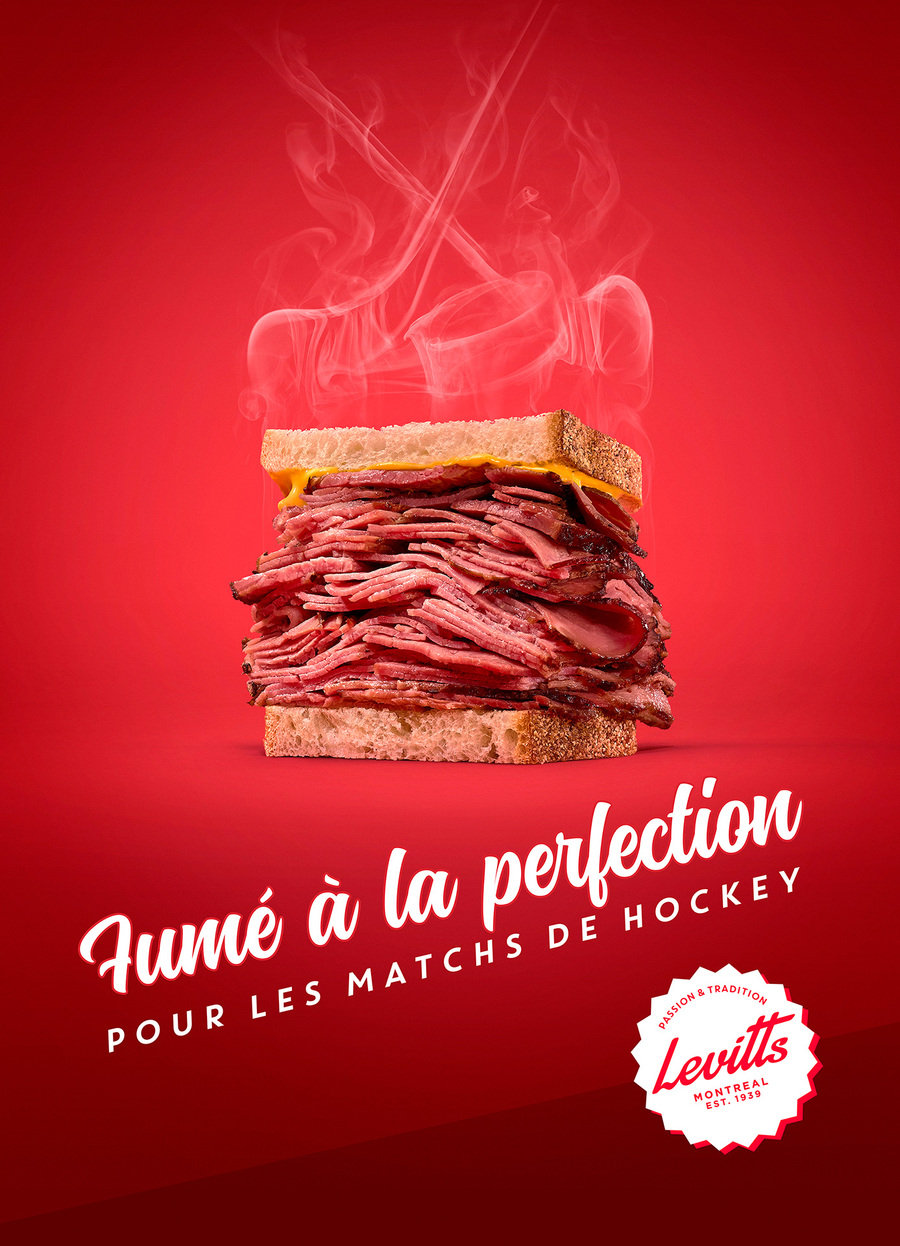 Fumé à la perfection
POUR LES MATCHS DE HOCKEY
PASSION & TRADITION
Levitts
MONTREAL
EST. 1939